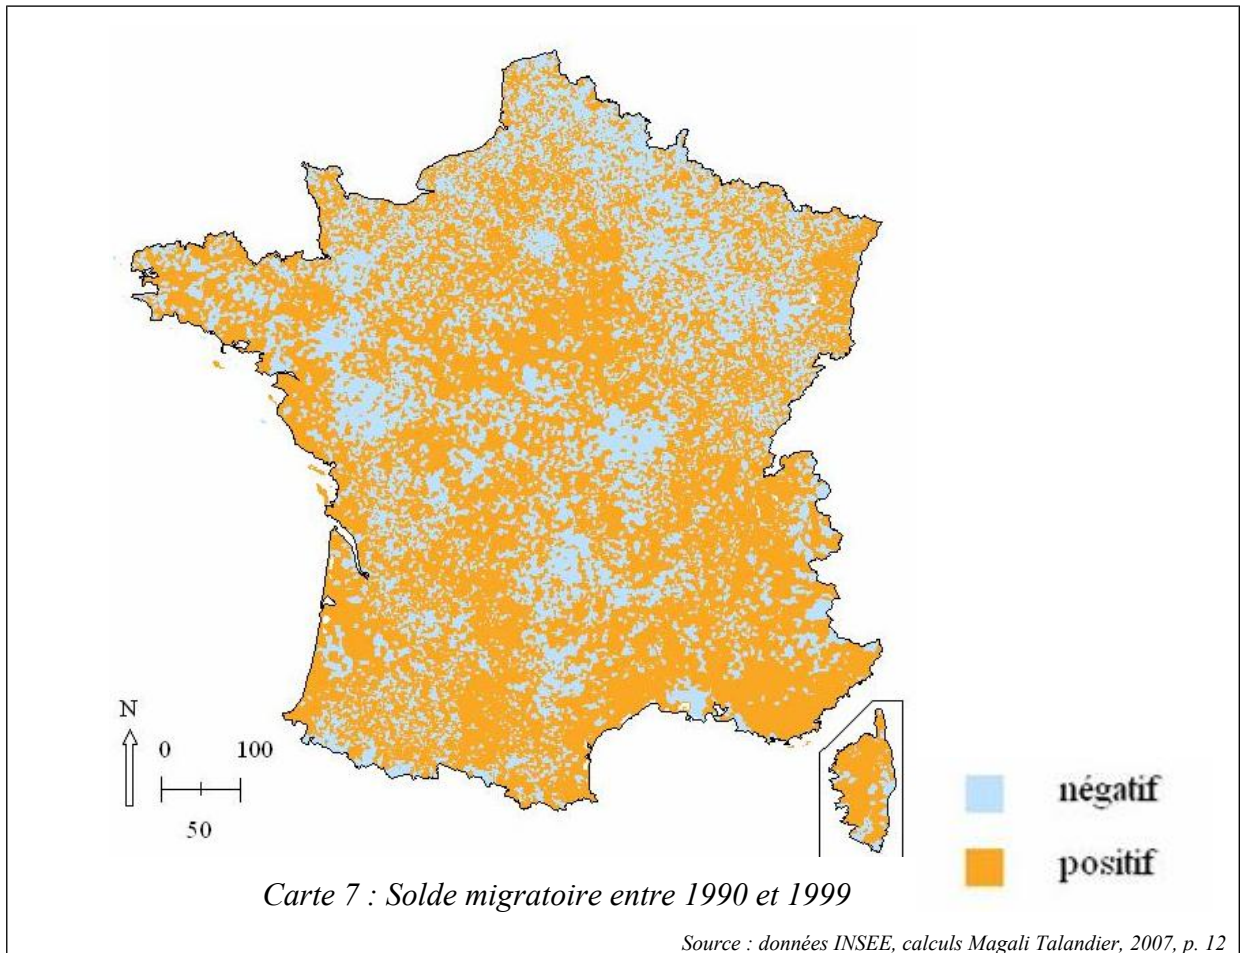 N
0 100
50
négatif
positif
Carte 7 : Solde migratoire entre 1990 et 1999
Source : données INSEE, calculs Magali Talandier, 2007, p. 12